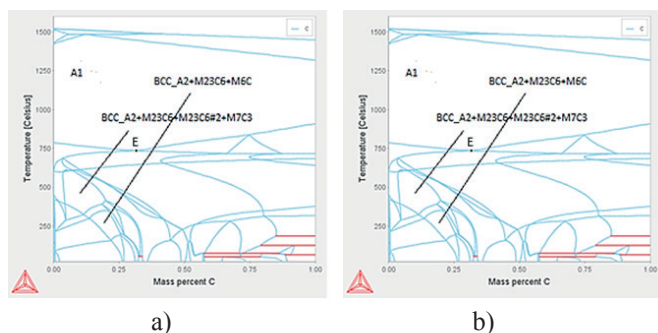 c
1500
1250
1000
750
500
250
0.00
0.25
0.50
0.75
1.00
Temperature [Celsius]
Mass percent C
A1
BCC_A2+M23C6+M6C
BCC_A2+M23C6+M23C6#2+M7C3
E
a)
c
1500
1250
1000
750
500
250
0.00
0.25
0.50
0.75
1.00
Temperature [Celsius]
Mass percent C
A1
BCC_A2+M23C6+M6C
BCC_A2+M23C6+M23C6#2+M7C3
E
b)